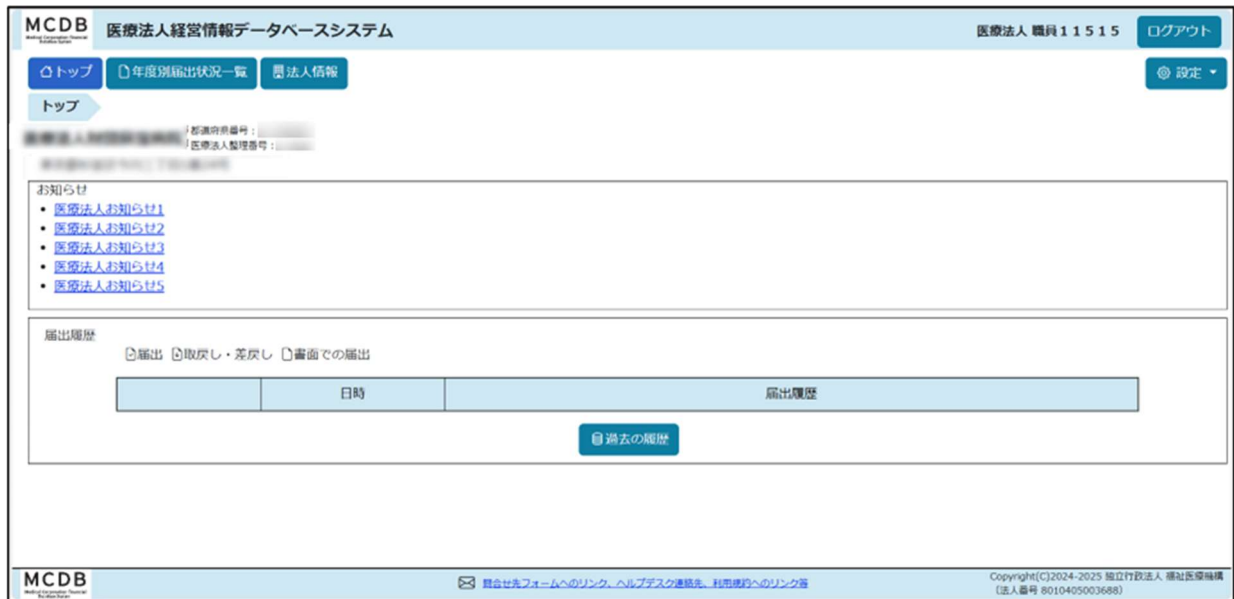 MCDB
医療法人経営情報データベースシステム
医療法人 職員11515
ログアウト
トップ
年度別届出状況一覧
法人情報
設定
トップ
都道府県番号：
医療法人整理番号：
お知らせ
• 医療法人お知らせ1
• 医療法人お知らせ2
• 医療法人お知らせ3
• 医療法人お知らせ4
• 医療法人お知らせ5
届出履歴
届出 取戻し・差戻し 書面での届出
日時 届出履歴
過去の履歴
MCDB
問合せ先フォームへのリンク、ヘルプデスク連絡先、利用規約へのリンク等
Copyright(C)2024-2025 独立行政法人 福祉医療機構
（法人番号 8010405003688）